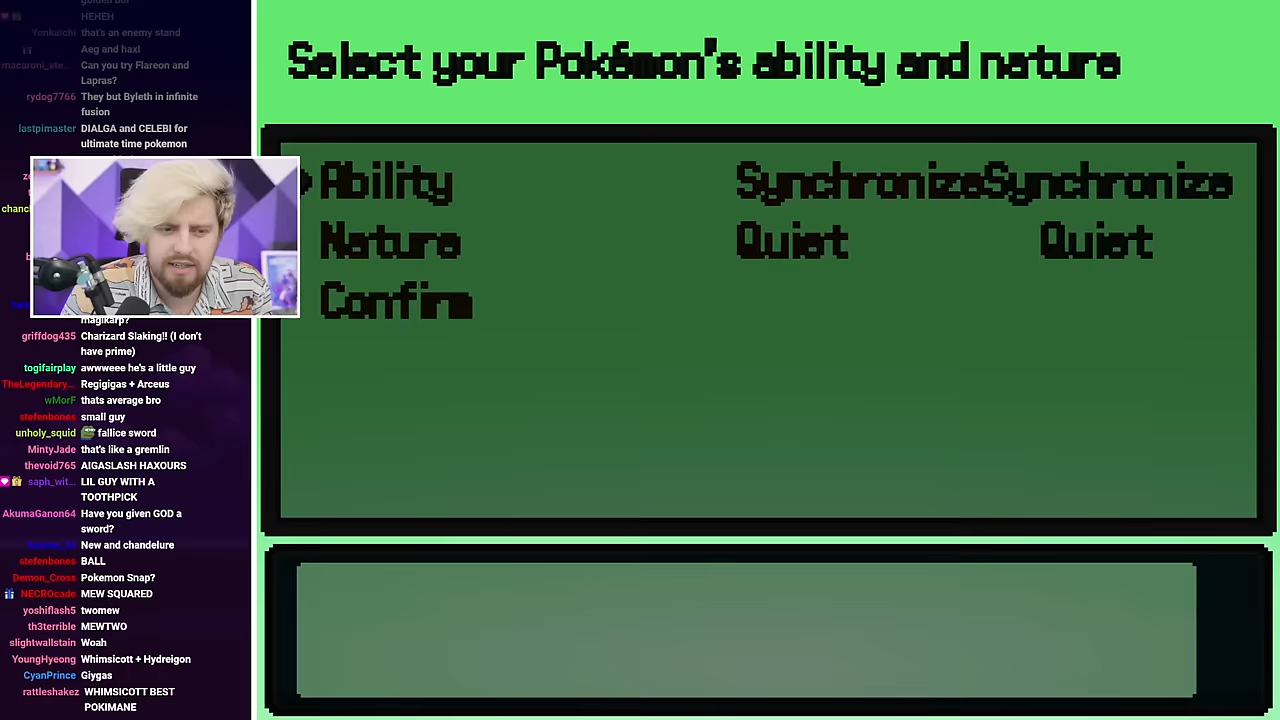 golden bor
HEHEH
Yenkaichi that's an enemy stand
Aeg and haxl
macaroni_ste... Can you try Flareon and
Lapras?
rydog7766 They but Byleth in infinite
fusion
lastpimaster DIALGA and CELEBI for
ultimate time pokemon
magikarp?
griffdog435 Charizard Slaking!! (I don't
have prime)
togifairplay awwweee he's a little guy
TheLegendary... Regigigas + Arceus
wMorF thats average bro
stefenbones small guy
unholy_squid fallice sword
MintyJade that's like a gremlin
thevoid765 AIGASLASH HAXOURS
saph_wit... LIL GUY WITH A
TOOTHPICK
AkumaGanon64 Have you given GOD a
sword?
New and chandelure
stefenbones BALL
Demon_Cross Pokemon Snap?
NECROcade MEW SQUARED
yoshiflash5 twomew
th3terrible MEWTWO
slightwallstain Woah
YoungHyeong Whimsicott + Hydreigon
CyanPrince Giygas
rattleshakez WHIMSICOTT BEST
POKIMANE
Select your Pokémon's ability and nature
Ability Synchronize Synchronize
Nature Quiet Quiet
Confirm